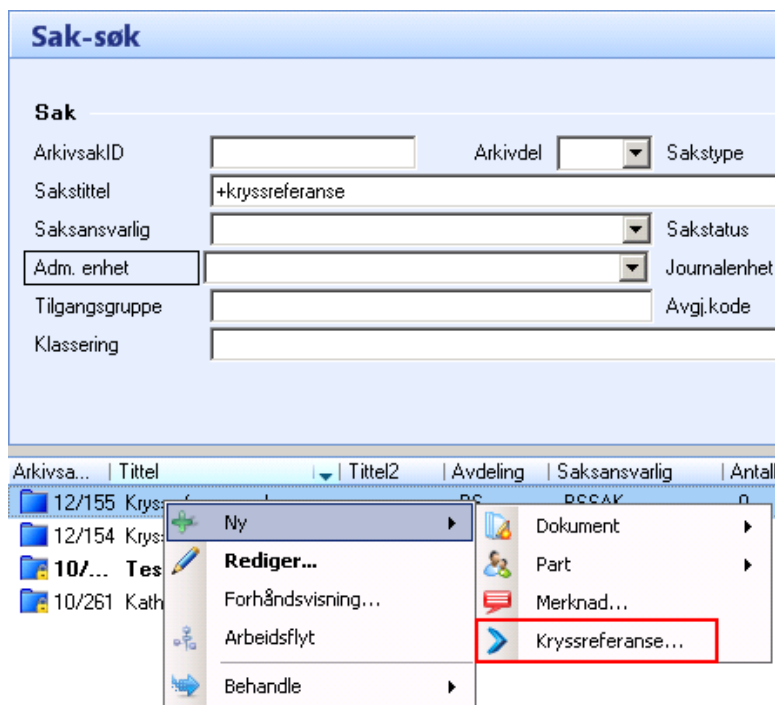 Sak-søk
Sak
ArkivsakID Arkivdel Sakstype
Sakstittel +kryssreferanse
Saksansvarlig Sakstatus
Adm. enhet Journalenhet
Tilgangsgruppe Avgj.kode
Klassering
Arkivsa... Tittel Tittel2 Avdeling Saksansvarlig Antall
12/155
12/154
10/... Tes
10/261 Kath
Ny
Rediger...
Forhåndsvisning...
Arbeidsflyt
Behandle
Dokument
Part
Merknad...
Kryssreferanse...